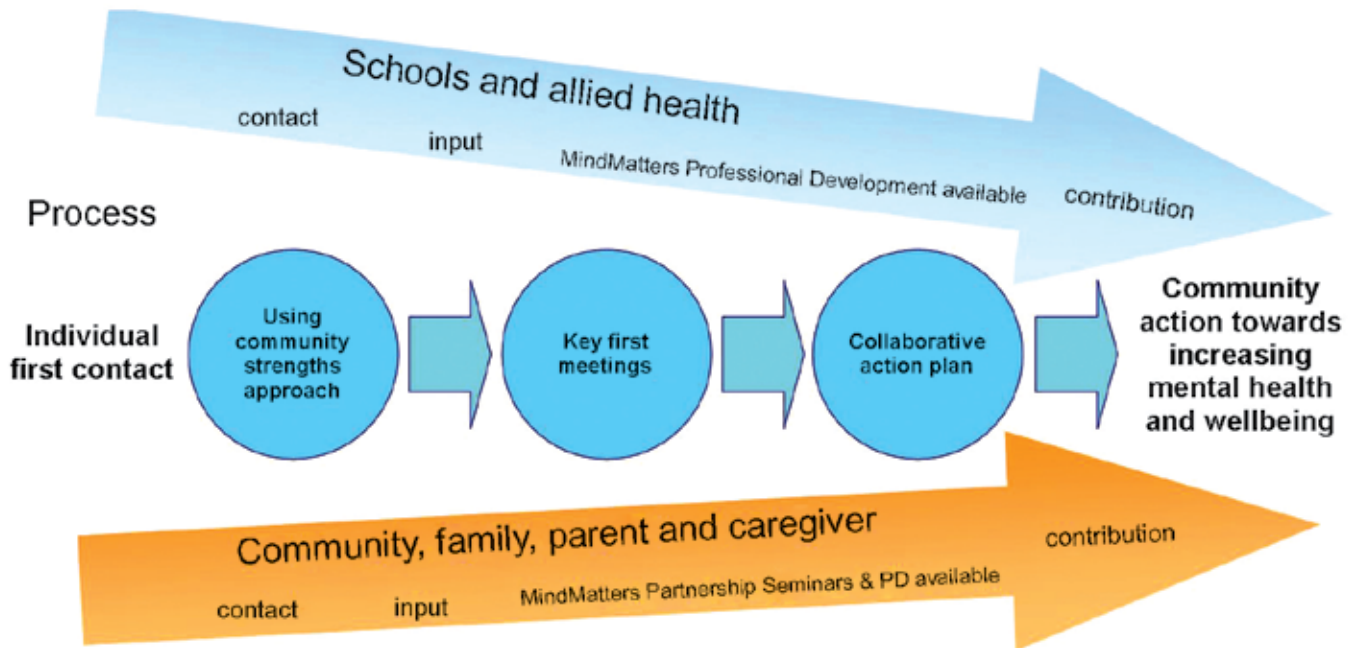 Schools and allied health
contact
input
MindMatters Professional Development available
contribution
Process
Individual
first contact
Using
community
strengths
approach
Key first
meetings
Collaborative
action plan
Community
action towards
increasing
mental health
and wellbeing
Community, family, parent and caregiver
contact
input
MindMatters Partnership Seminars & PD available
contribution